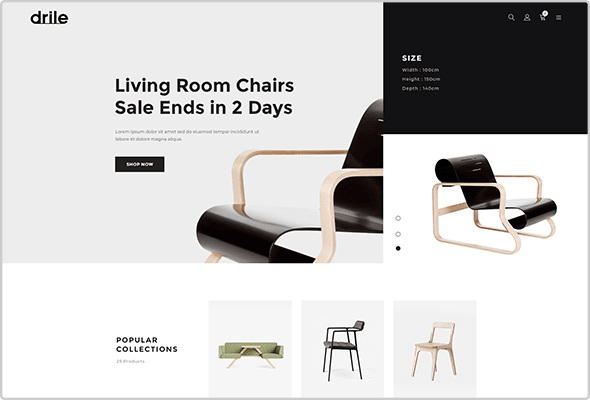 drile
0
SIZE
Width : 100cm
Height : 150cm
Depth : 140cm
Living Room Chairs
Sale Ends in 2 Days
Lorem ipsum dolor sit amet sed do eiusmod tempor incididunt ut
labore et dolore magna aliqua.
SHOP NOW
POPULAR
COLLECTIONS
25 Products